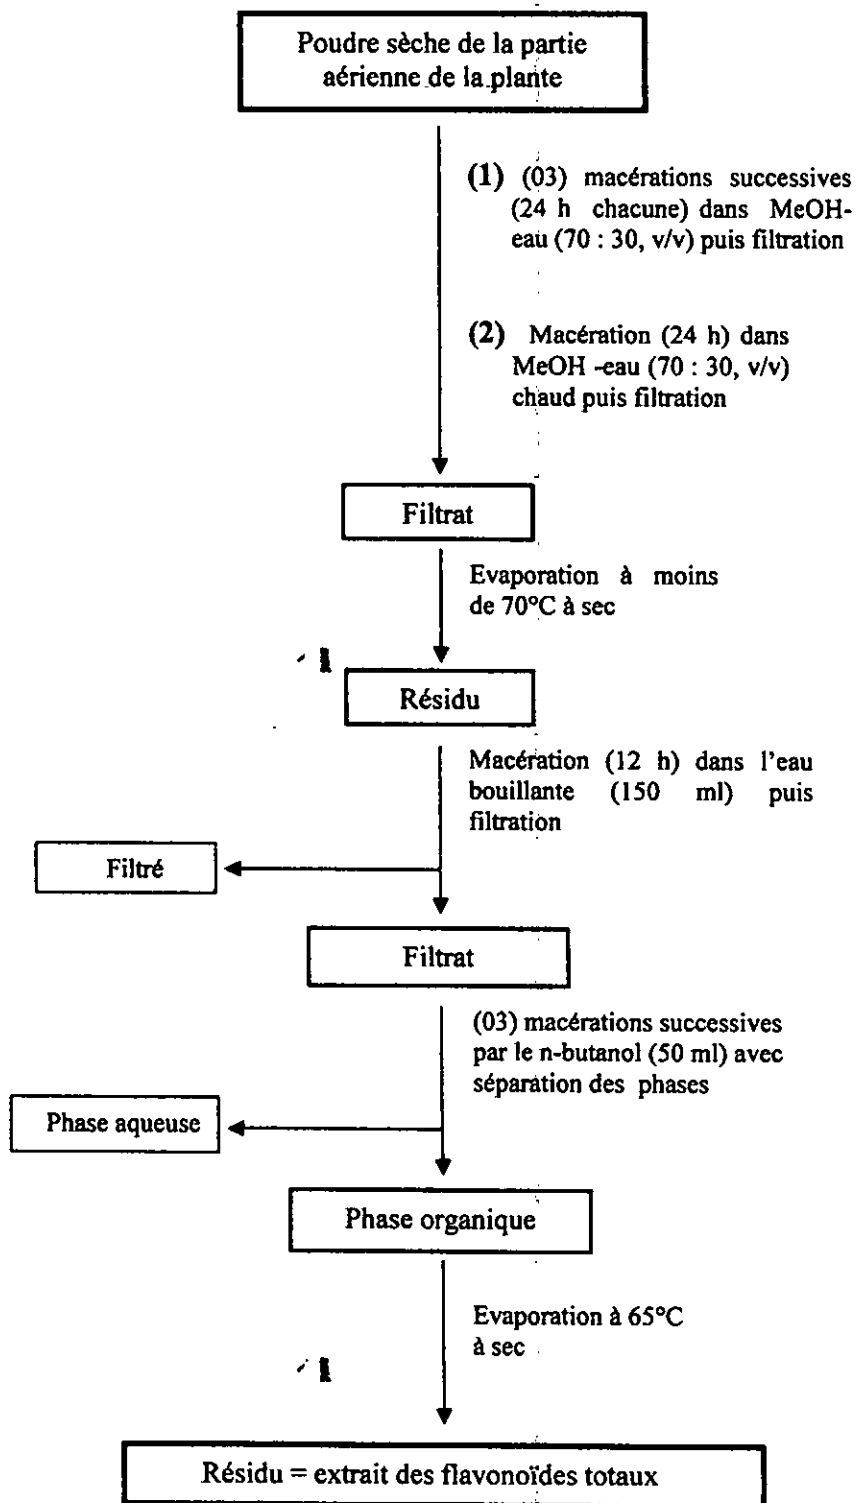 Poudre sèche de la partie
aérienne de la plante
(1) (03) macérations successives
(24 h chacune) dans MeOH-
eau (70 : 30, v/v) puis filtration
(2) Macération (24 h) dans
MeOH -eau (70 : 30, v/v)
chaud puis filtration
Filtrat
Evaporation à moins
de 70°C à sec
Résidu
Macération (12 h) dans l'eau
bouillante (150 ml) puis
filtration
Filtré
Filtrat
(03) macérations successives
par le n-butanol (50 ml) avec
séparation des phases
Phase aqueuse
Phase organique
Evaporation à 65°C
à sec
Résidu = extrait des flavonoïdes totaux